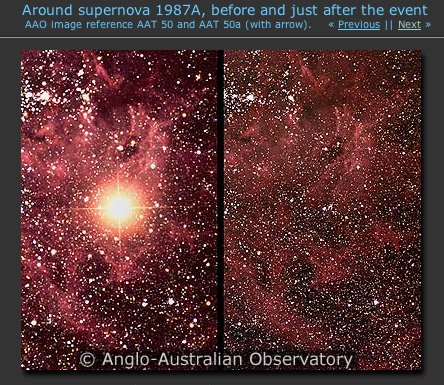 Around supernova 1987A, before and just after the event
AAO image reference AAT 50 and AAT 50a (with arrow). « Previous || Next »
© Anglo-Australian Observatory